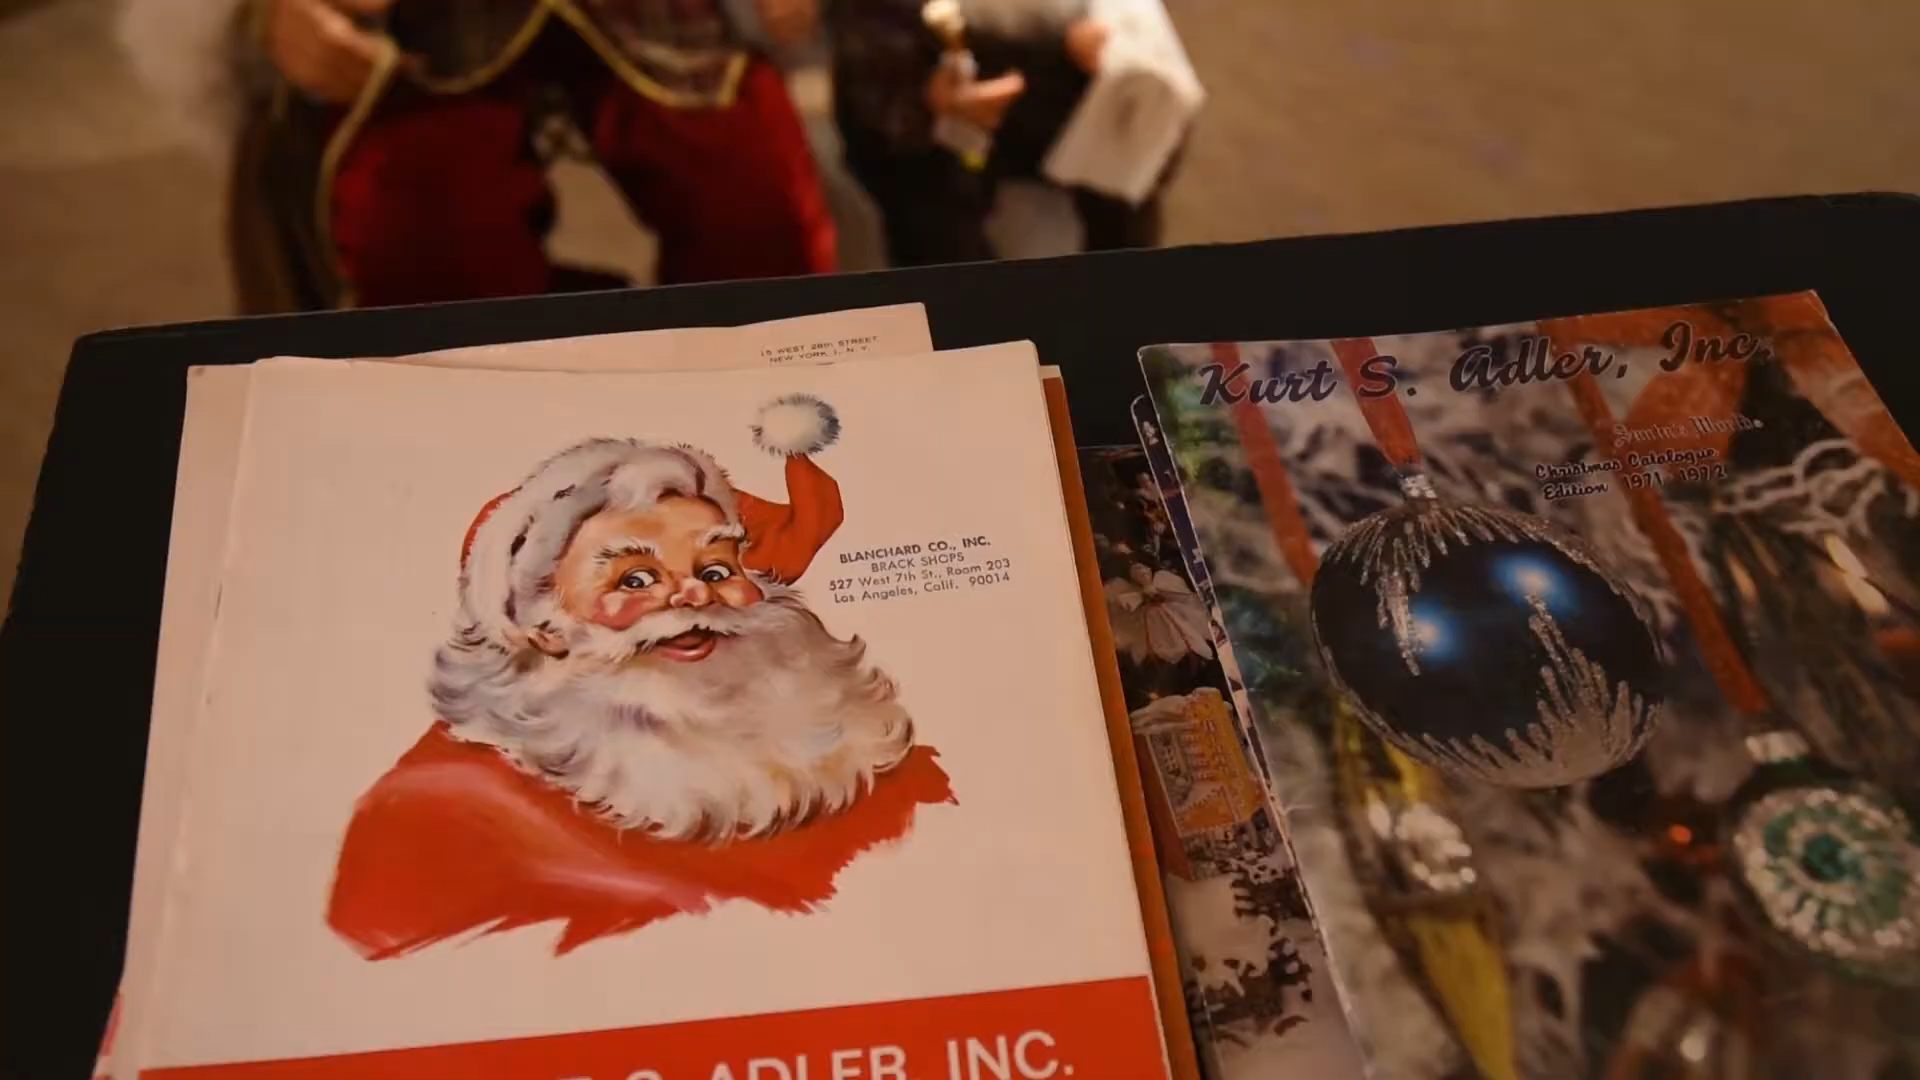 15 WEST 28th STREET
NEW YORK 1, N. Y.
BLANCHARD CO., INC.
BRACK SHOPS
527 West 7th St., Room 203
Los Angeles, Calif. 90014
S. ADLER, INC.
Kurt S. Adler, Inc.
Santa's World
Christmas Catalogue
Edition 1971 - 1972